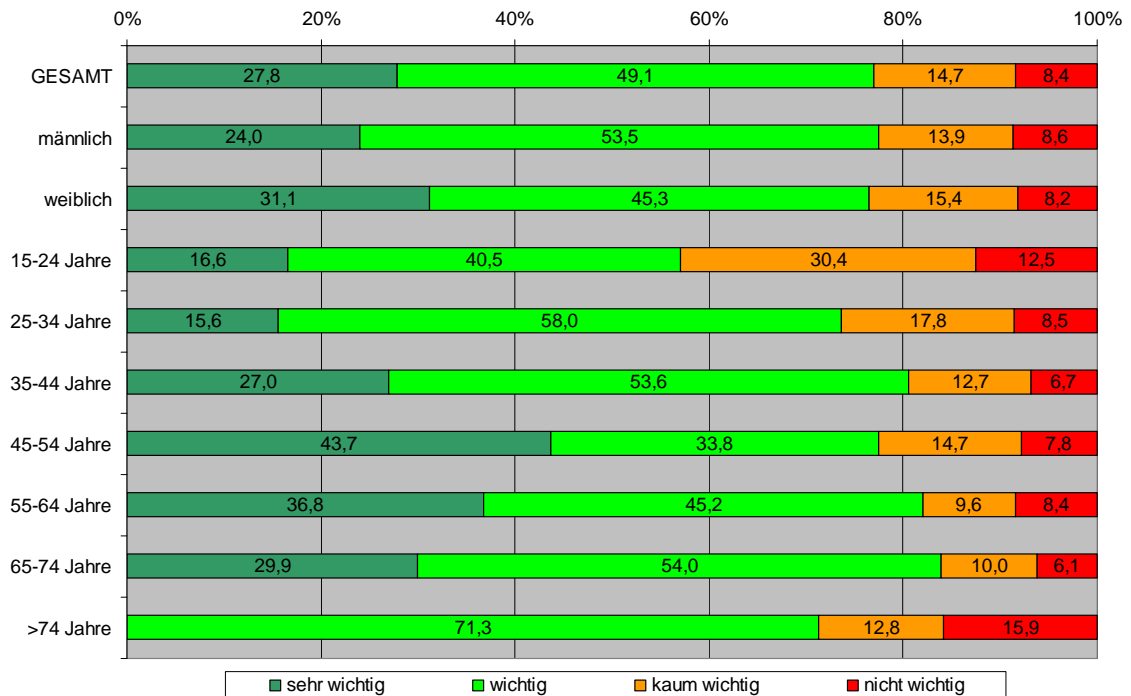 0% 20% 40% 60% 80% 100%
GESAMT 27,8 49,1 14,7 8,4
männlich 24,0 53,5 13,9 8,6
weiblich 31,1 45,3 15,4 8,2
15-24 Jahre 16,6 40,5 30,4 12,5
25-34 Jahre 15,6 58,0 17,8 8,5
35-44 Jahre 27,0 53,6 12,7 6,7
45-54 Jahre 43,7 33,8 14,7 7,8
55-64 Jahre 36,8 45,2 9,6 8,4
65-74 Jahre 29,9 54,0 10,0 6,1
>74 Jahre 71,3 12,8 15,9
sehr wichtig wichtig kaum wichtig nicht wichtig